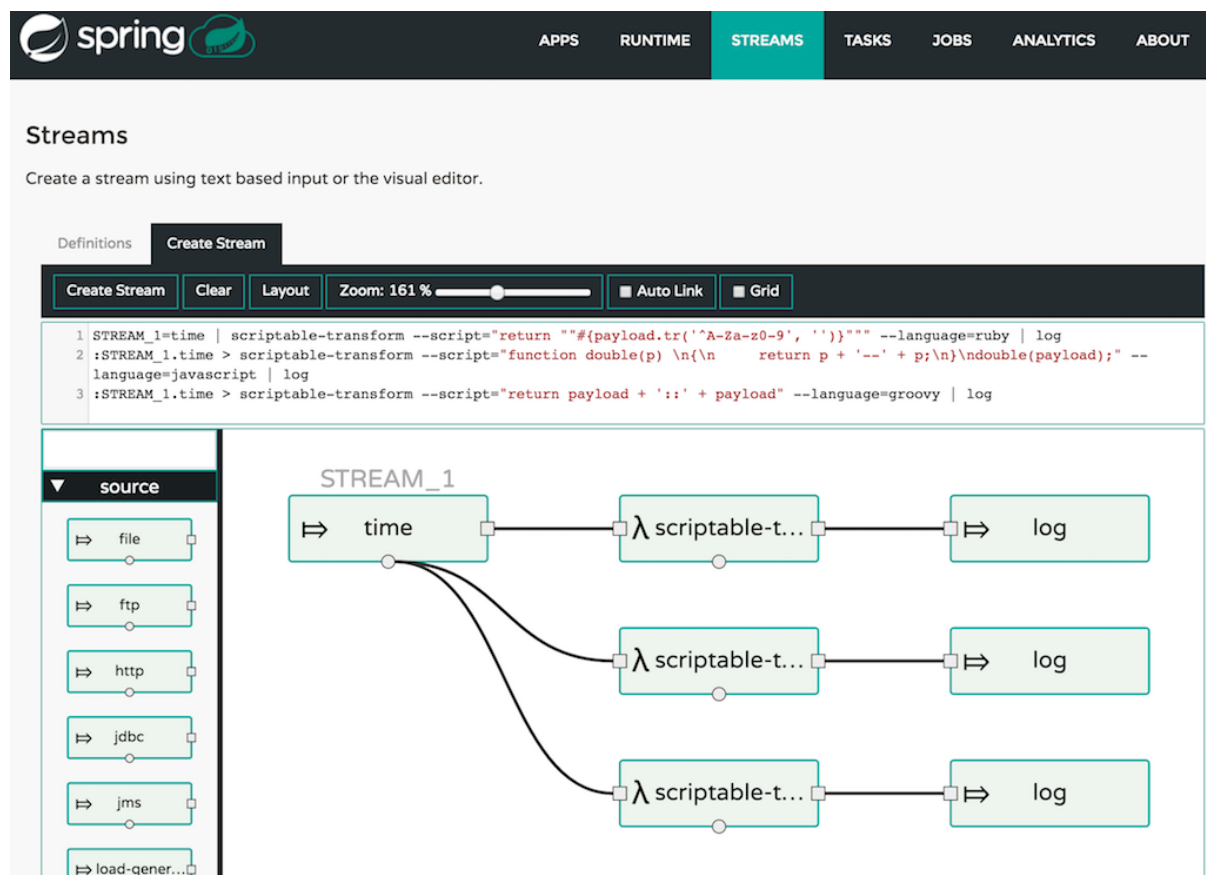 spring
APPS RUNTIME STREAMS TASKS JOBS ANALYTICS ABOUT
Streams
Create a stream using text based input or the visual editor.
Definitions Create Stream
Create Stream Clear Layout Zoom: 161 % Auto Link Grid
1 STREAM_1=time | scriptable-transform --script="return ""#{payload.tr('^A-Za-z0-9', '')}""" --language=ruby | log
2 :STREAM_1.time > scriptable-transform --script="function double(p) \n{\n     return p + '--' + p;\n}\ndouble(payload);" --
language=javascript | log
3 :STREAM_1.time > scriptable-transform --script="return payload + '::' + payload" --language=groovy | log
source
file
ftp
http
jdbc
jms
load-gener...
STREAM_1
time λ scriptable-t... log
λ scriptable-t... log
λ scriptable-t... log